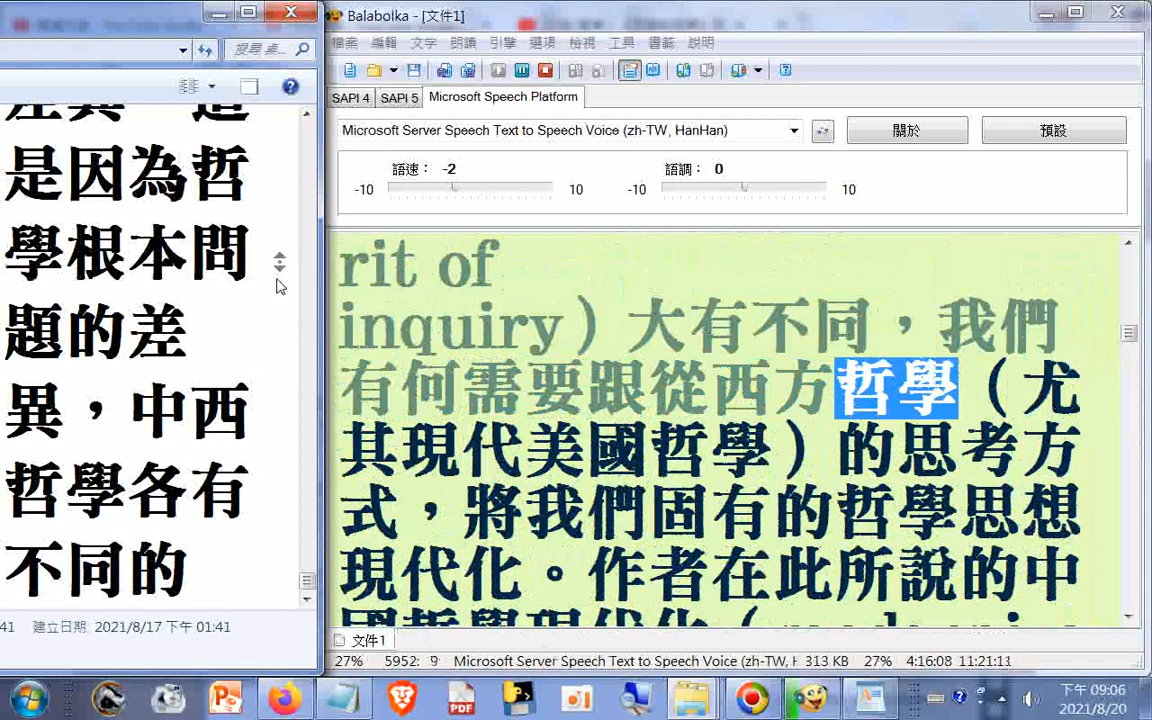 Balabolka - [文件1]
搜尋 桌...
檔案 編輯 文字 朗讀 引擎 選項 檢視 工具 書籤 說明
SAPI 4 SAPI 5 Microsoft Speech Platform
Microsoft Server Speech Text to Speech Voice (zh-TW, HanHan)
關於
預設
語速： -2
語調： 0
-10 10 -10 10
是因為哲
學根本問
題的差
異，中西
哲學各有
不同的
rit of
inquiry）大有不同，我們
有何需要跟從西方哲學（尤
其現代美國哲學）的思考方
式，將我們固有的哲學思想
現代化。作者在此所說的中
:41 建立日期: 2021/8/17 下午 01:41
文件1
27% 5952: 9 Microsoft Server Speech Text to Speech Voice (zh-TW, 313 KB 27% 4:16:08 11:21:11
下午 09:06
2021/8/20